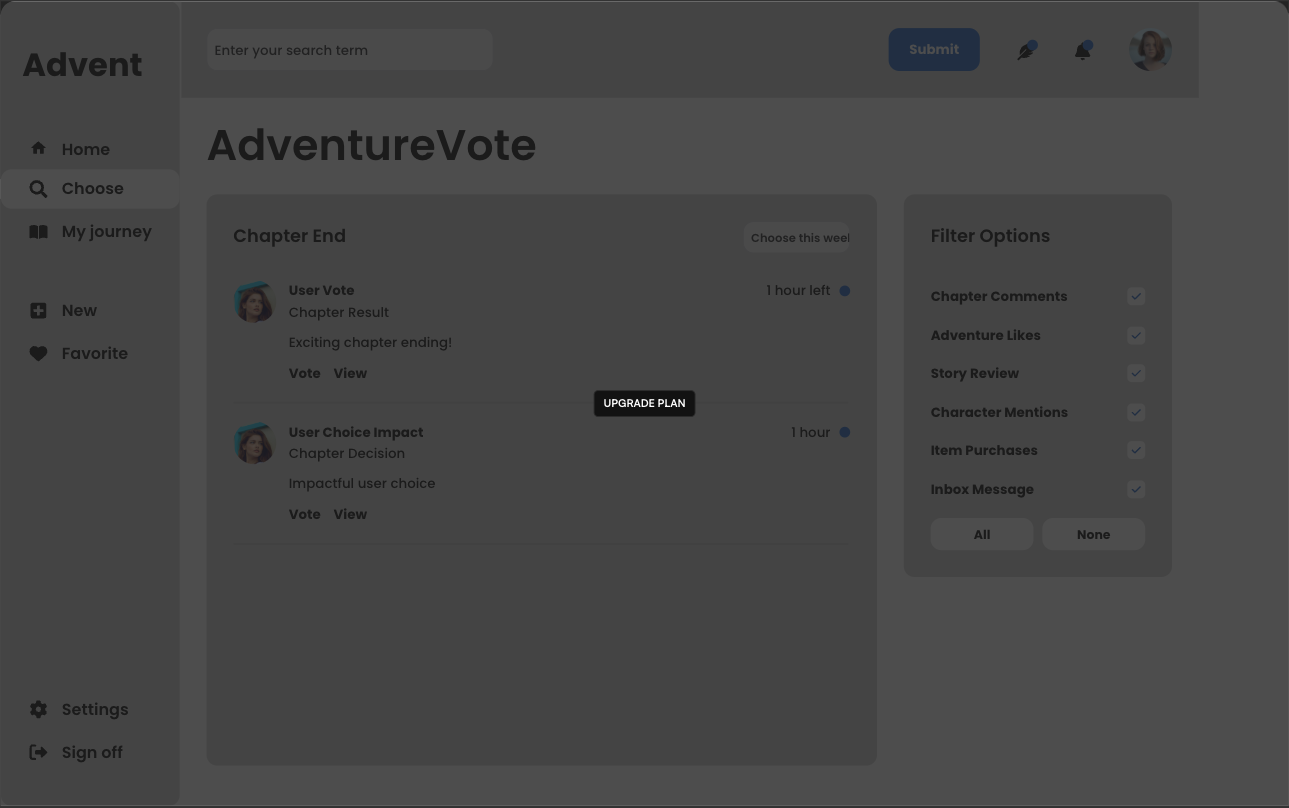 Advent
Home
Choose
My journey
New
Favorite
Settings
Sign off
Enter your search term
Submit
AdventureVote
Chapter End
Choose this weel
User Vote
1 hour left
Chapter Result
Exciting chapter ending!
Vote View
UPGRADE PLAN
User Choice Impact
1 hour
Chapter Decision
Impactful user choice
Vote View
Filter Options
Chapter Comments
Adventure Likes
Story Review
Character Mentions
Item Purchases
Inbox Message
All None